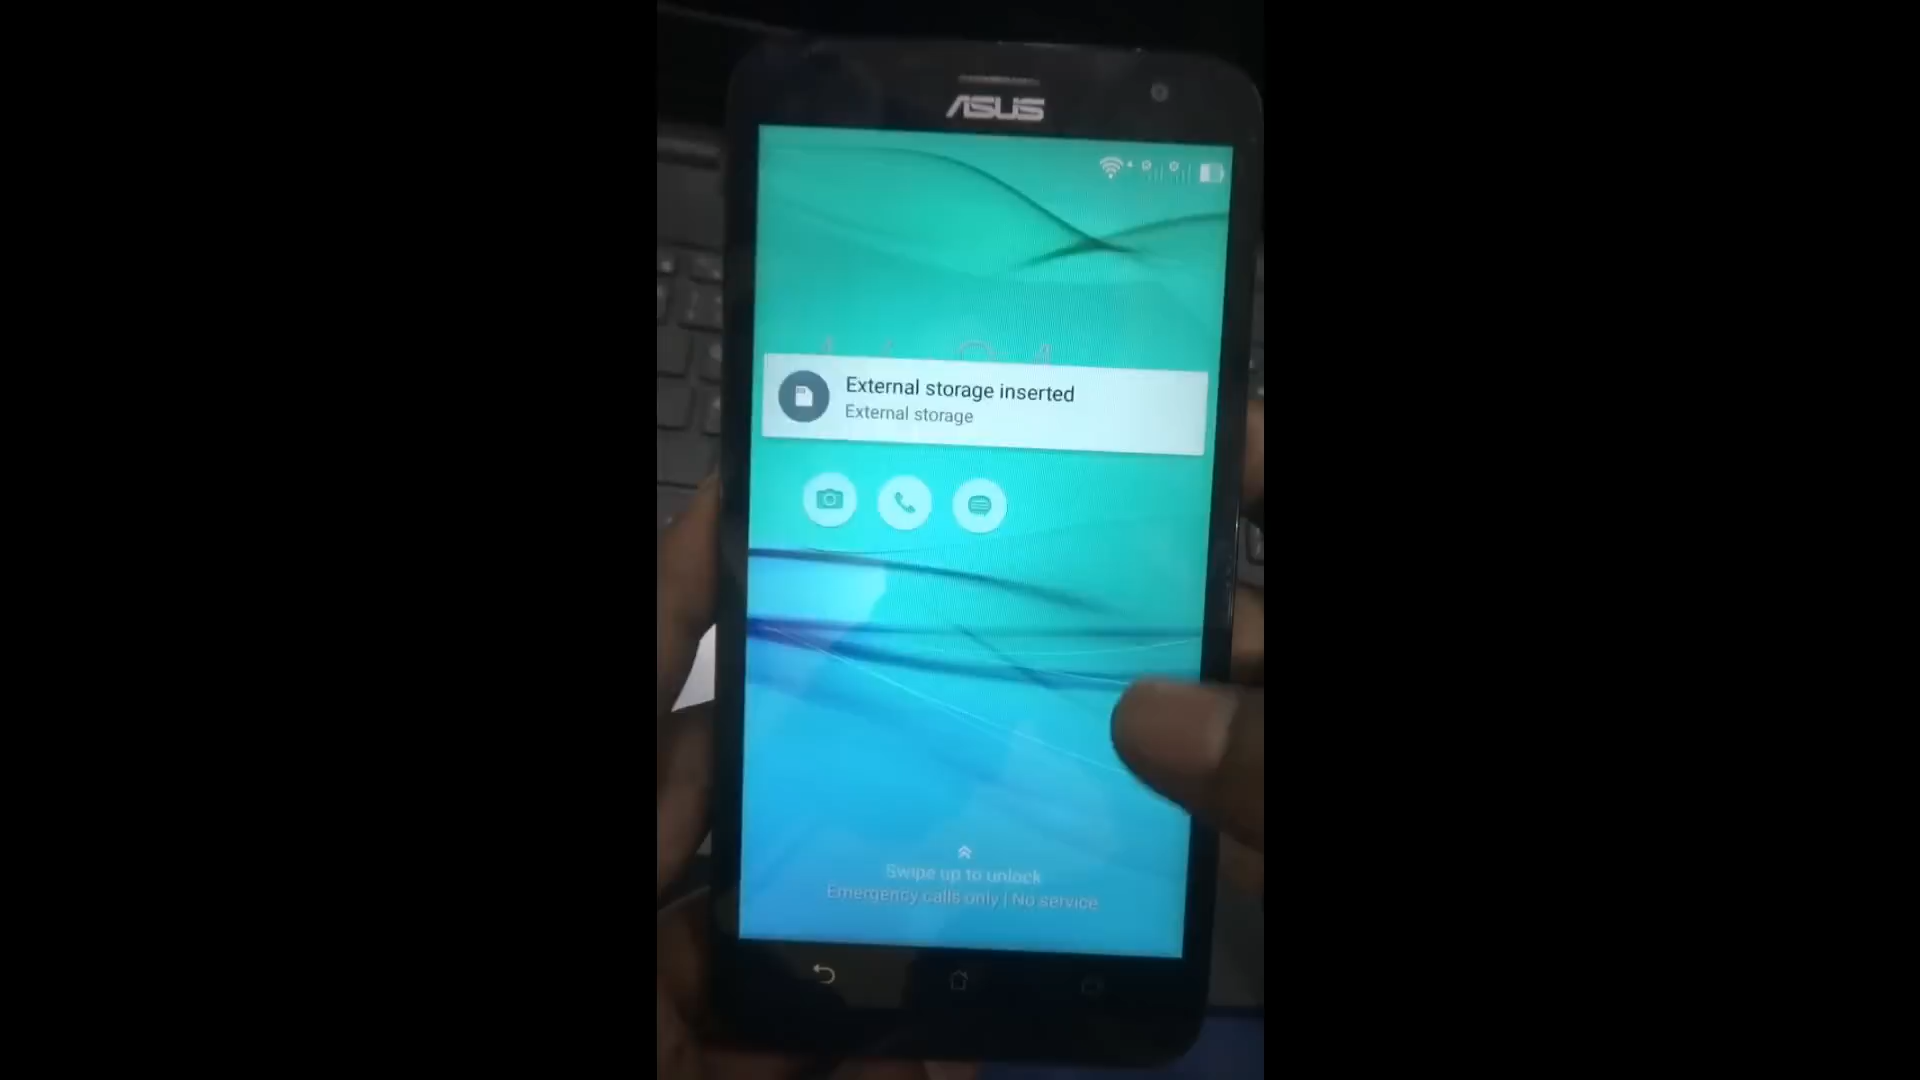 ASUS
External storage inserted
External storage
Swipe up to unlock
Emergency calls only | No service